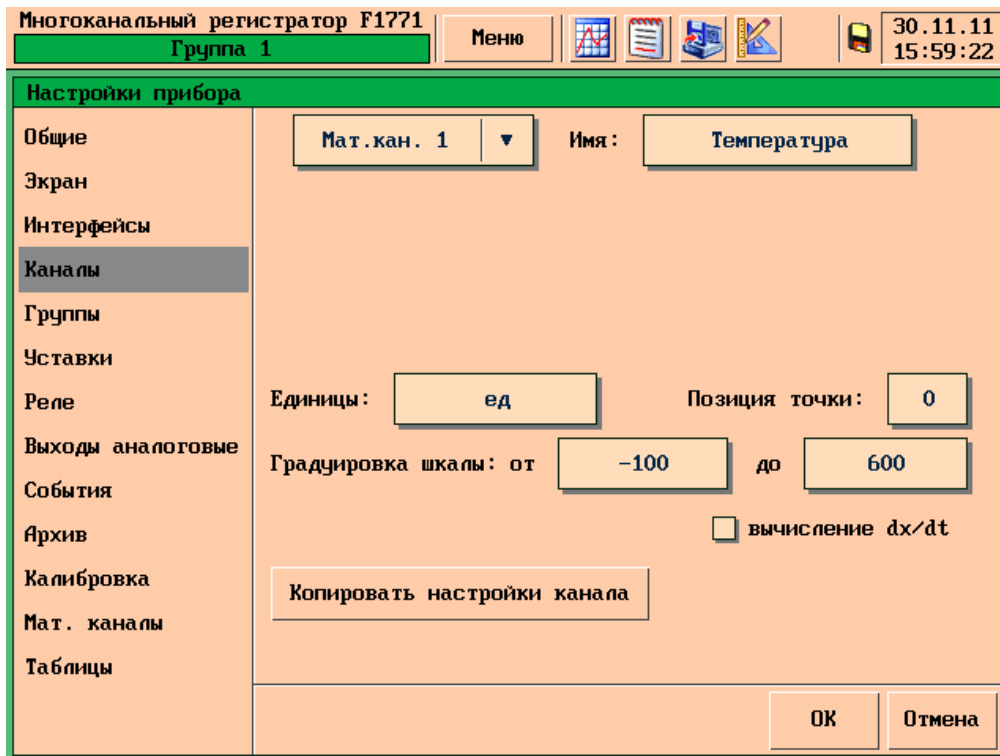 Многоканальный регистратор F1771
Группа 1
Меню
30.11.11
15:59:22
Настройки прибора
Общие
Экран
Интерфейсы
Каналы
Группы
Уставки
Реле
Выходы аналоговые
События
Архив
Калибровка
Мат. каналы
Таблицы
Мат.кан. 1 ▼ Имя: Температура
Единицы: ед Позиция точки: 0
Градуировка шкалы: от -100 до 600
вычисление dx/dt
Копировать настройки канала
ОК Отмена